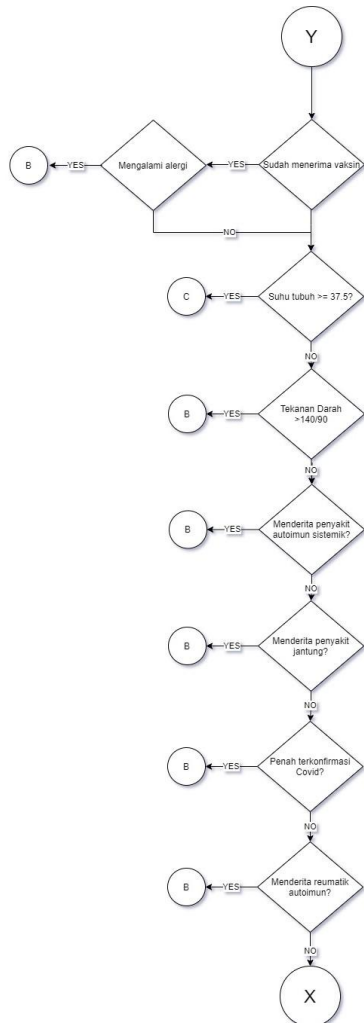 Y
Sudah menerima vaksin
YES
Mengalami alergi
YES
B
NO
Suhu tubuh >= 37.5?
YES
C
NO
Tekanan Darah
>140/90
YES
B
NO
Menderita penyakit
autoimun sistemik?
YES
B
NO
Menderita penyakit
jantung?
YES
B
NO
Penah terkonfirmasi
Covid?
YES
B
NO
Menderita reumatik
autoimun?
YES
B
NO
X